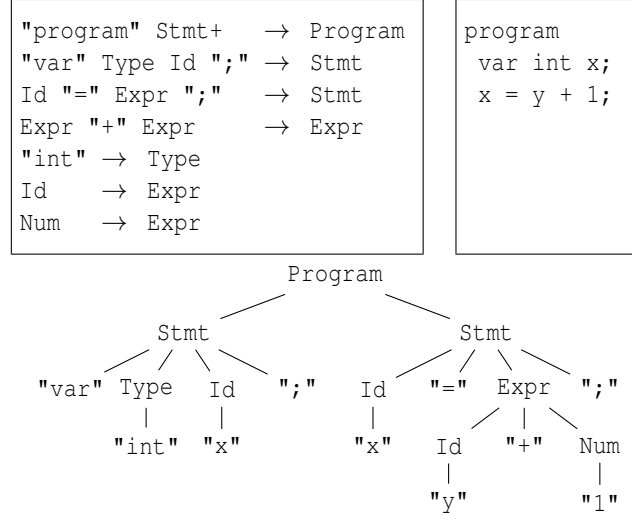 "program" Stmt+ → Program
"var" Type Id ";" → Stmt
Id "=" Expr ";" → Stmt
Expr "+" Expr → Expr
"int" → Type
Id → Expr
Num → Expr
program
var int x;
x = y + 1;
Program
Stmt Stmt
"var" Type Id ";" Id "=" Expr ";"
"int" "x" "x" Id "+" Num
"y" "1"